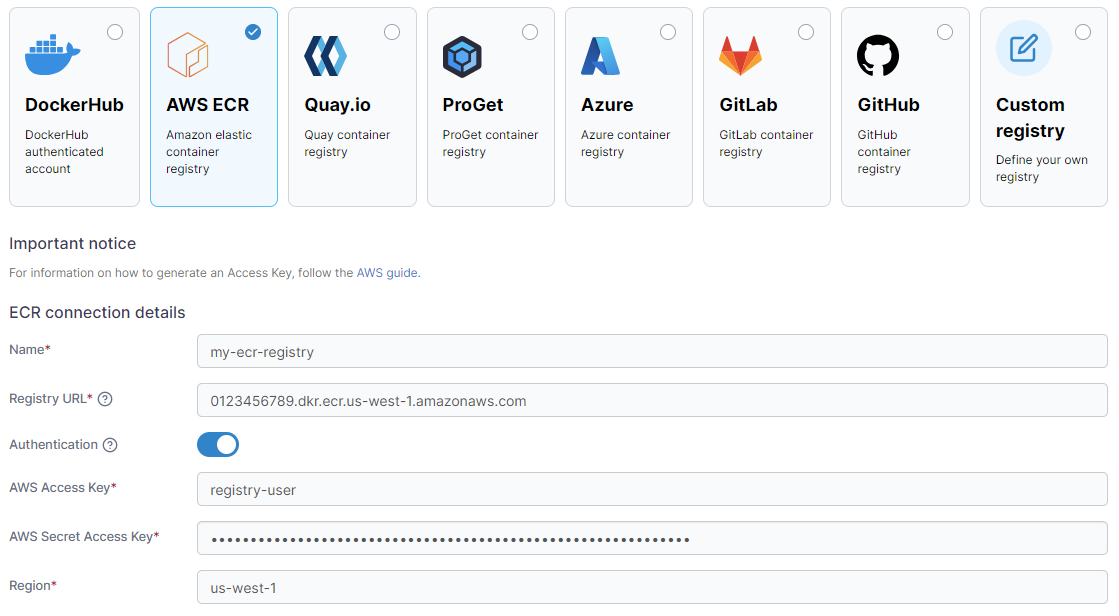 DockerHub
DockerHub
authenticated
account
AWS ECR
Amazon elastic
container
registry
Quay.io
Quay container
registry
ProGet
ProGet container
registry
Azure
Azure container
registry
GitLab
GitLab container
registry
GitHub
GitHub
container
registry
Custom
registry
Define your own
registry
Important notice
For information on how to generate an Access Key, follow the AWS guide.
ECR connection details
Name*
my-ecr-registry
Registry URL* ?
0123456789.dkr.ecr.us-west-1.amazonaws.com
Authentication ?
AWS Access Key*
registry-user
AWS Secret Access Key*
Region*
us-west-1